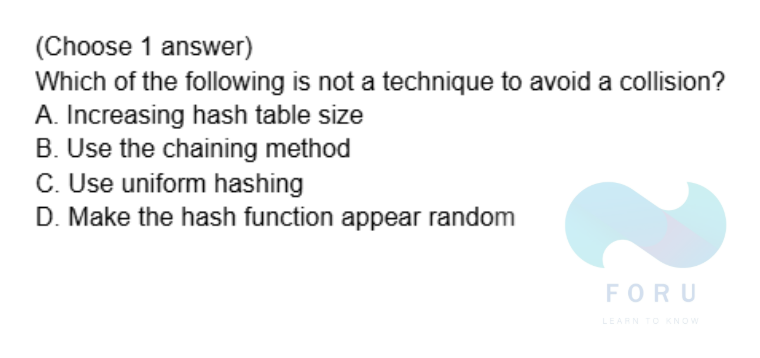 (Choose 1 answer)
Which of the following is not a technique to avoid a collision?
A. Increasing hash table size
B. Use the chaining method
C. Use uniform hashing
D. Make the hash function appear random
FORU
LEARN TO KNOW